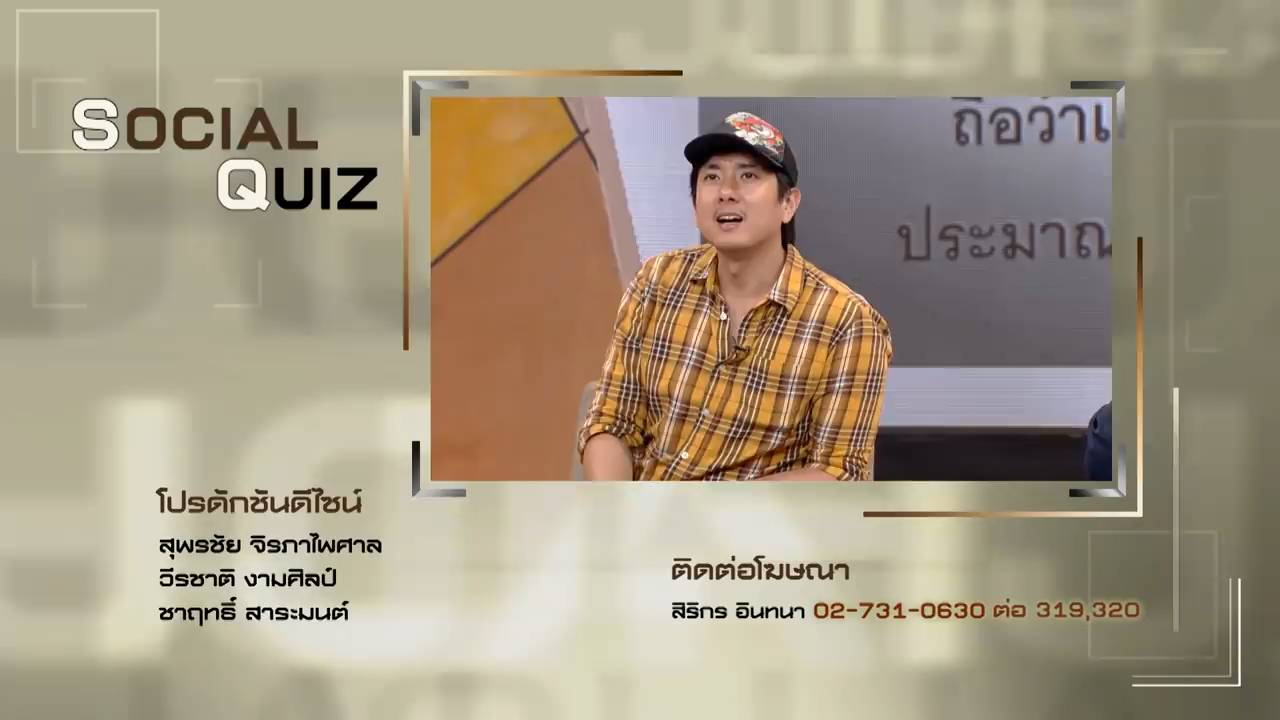 SOCIAL
QUIZ
ถือว่า
ประมาณ
โปรดักชันดีไซน์
สุพรชัย จิรภาไพศาล
วีรชาติ งามศิลป์
ชาฤทธิ์ สาระมนต์
ติดต่อโฆษณา
สิริกร อินทนา 02-731-0630 ต่อ 319,320